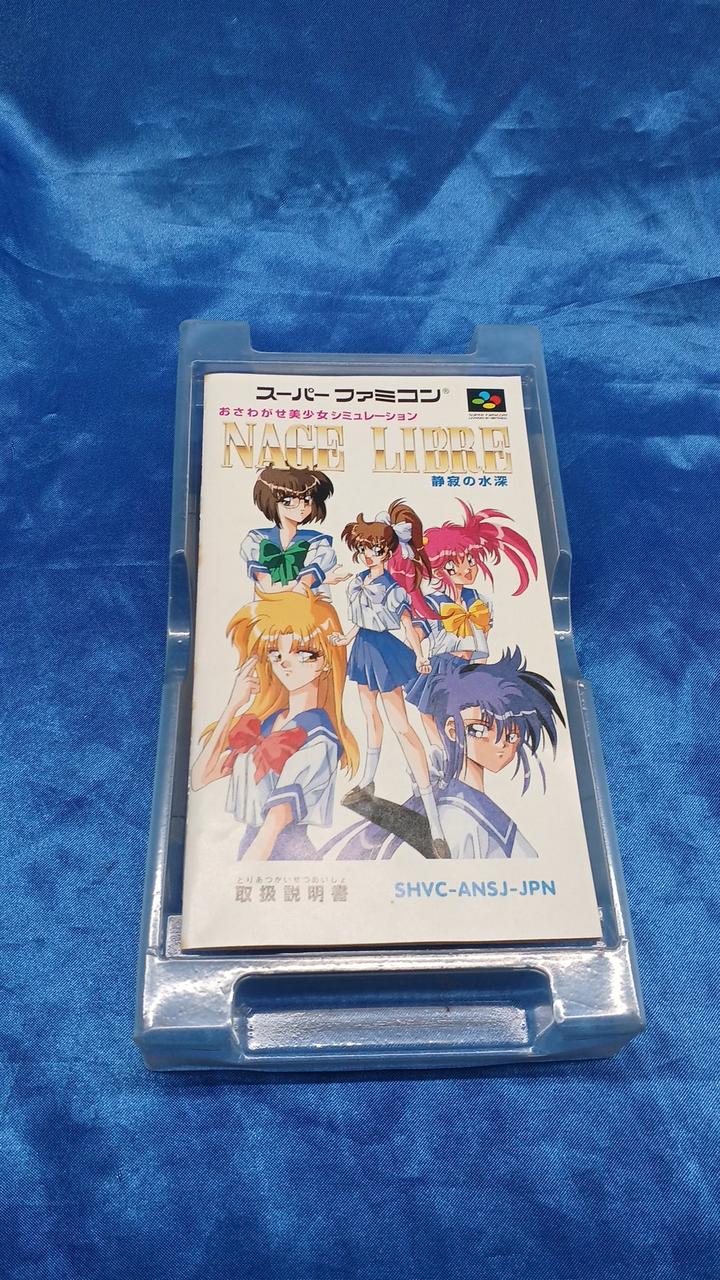 スーパーファミコン®
おさわがせ美少女シミュレーション
NAGE LIBRE
静寂の水深
とりあつかいせつめいしょ
取扱説明書
SHVC-ANSJ-JPN
SUPER FAMICOM